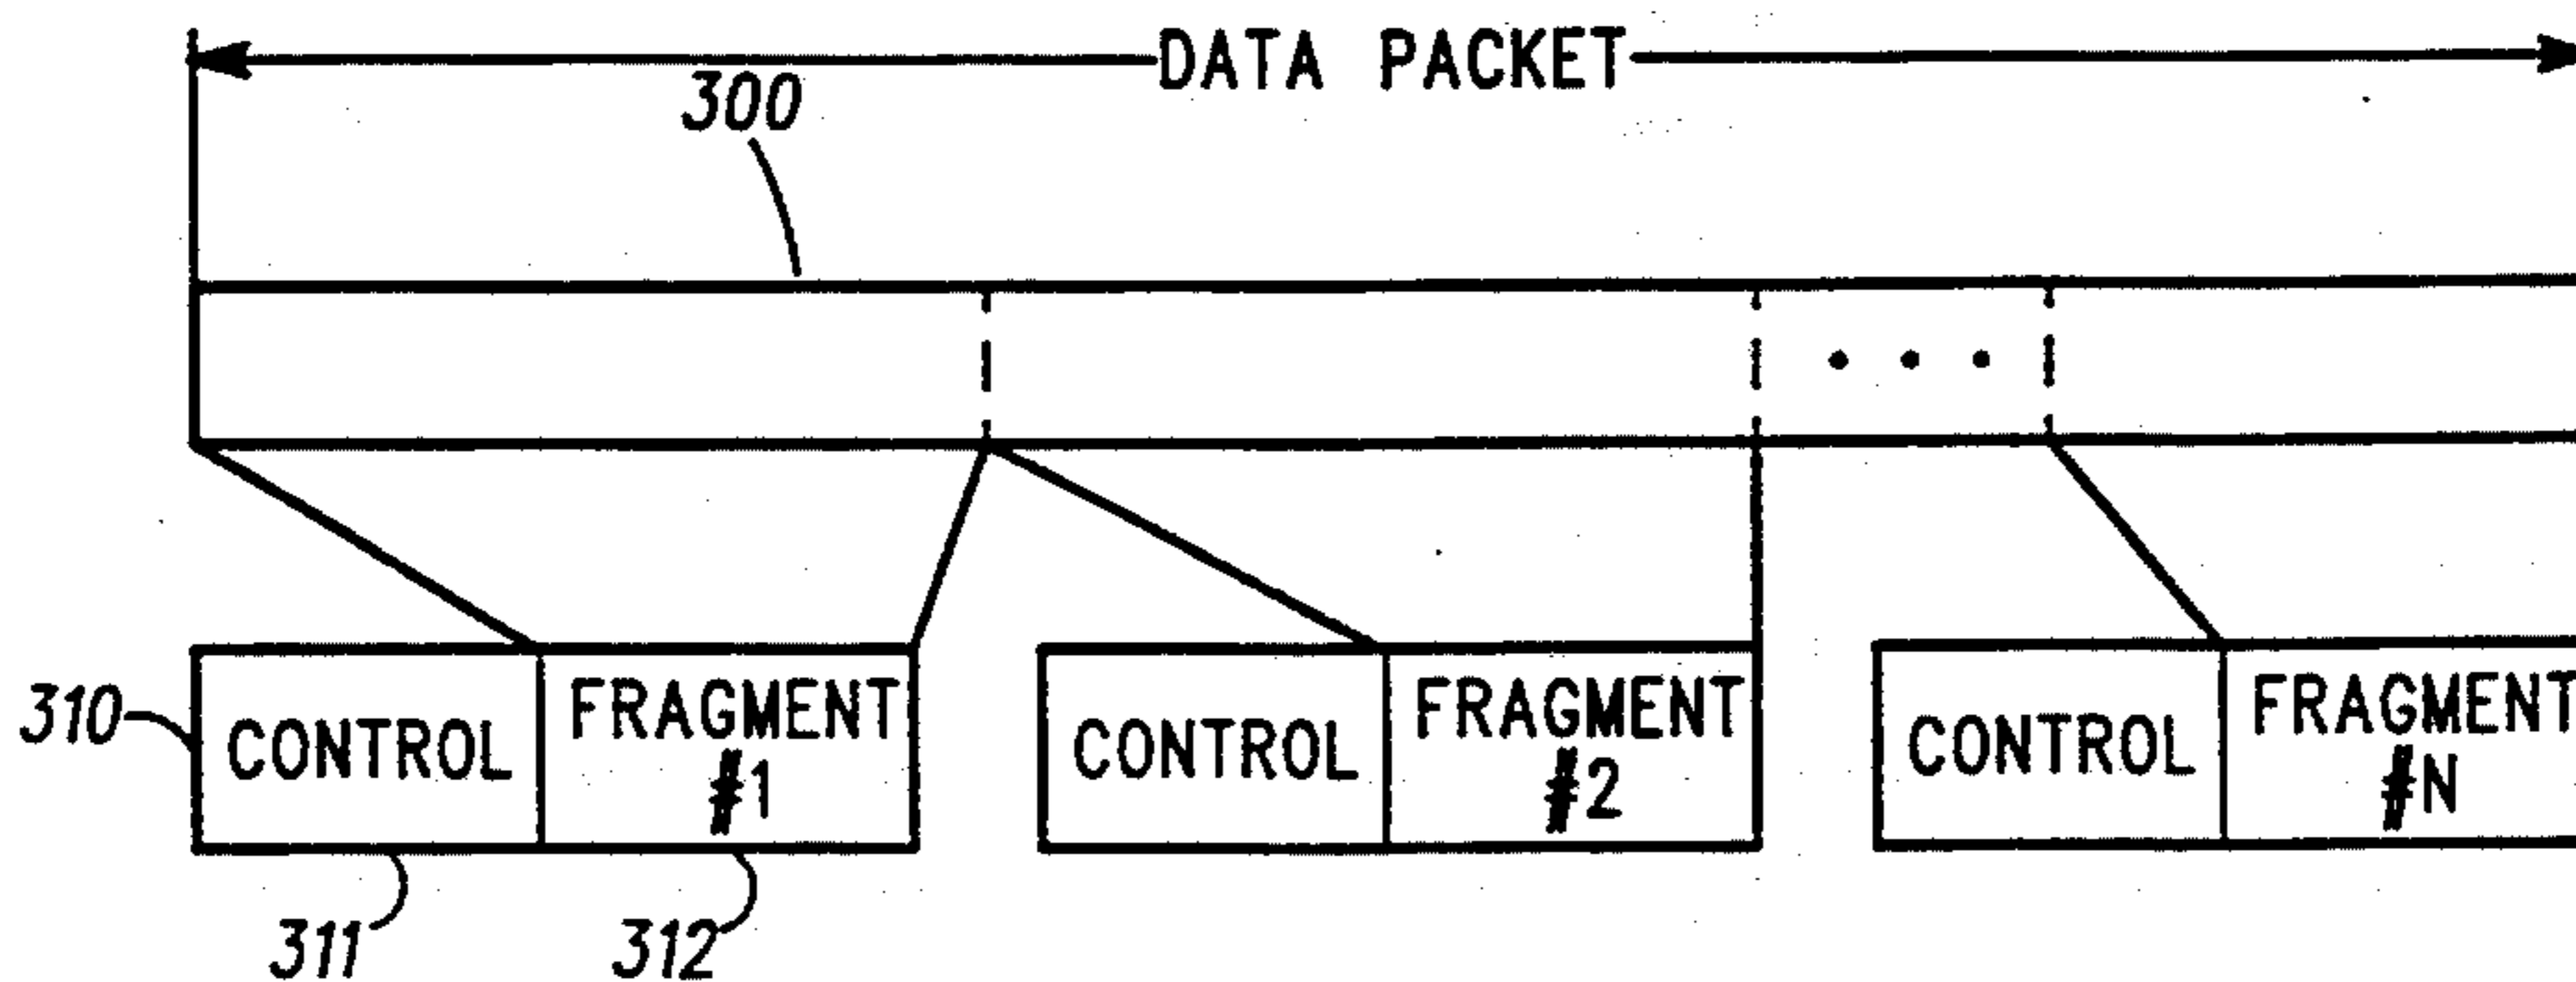 DATA PACKET
300
310
CONTROL
FRAGMENT
#1
CONTROL
FRAGMENT
#2
CONTROL
FRAGMENT
#N
311
312